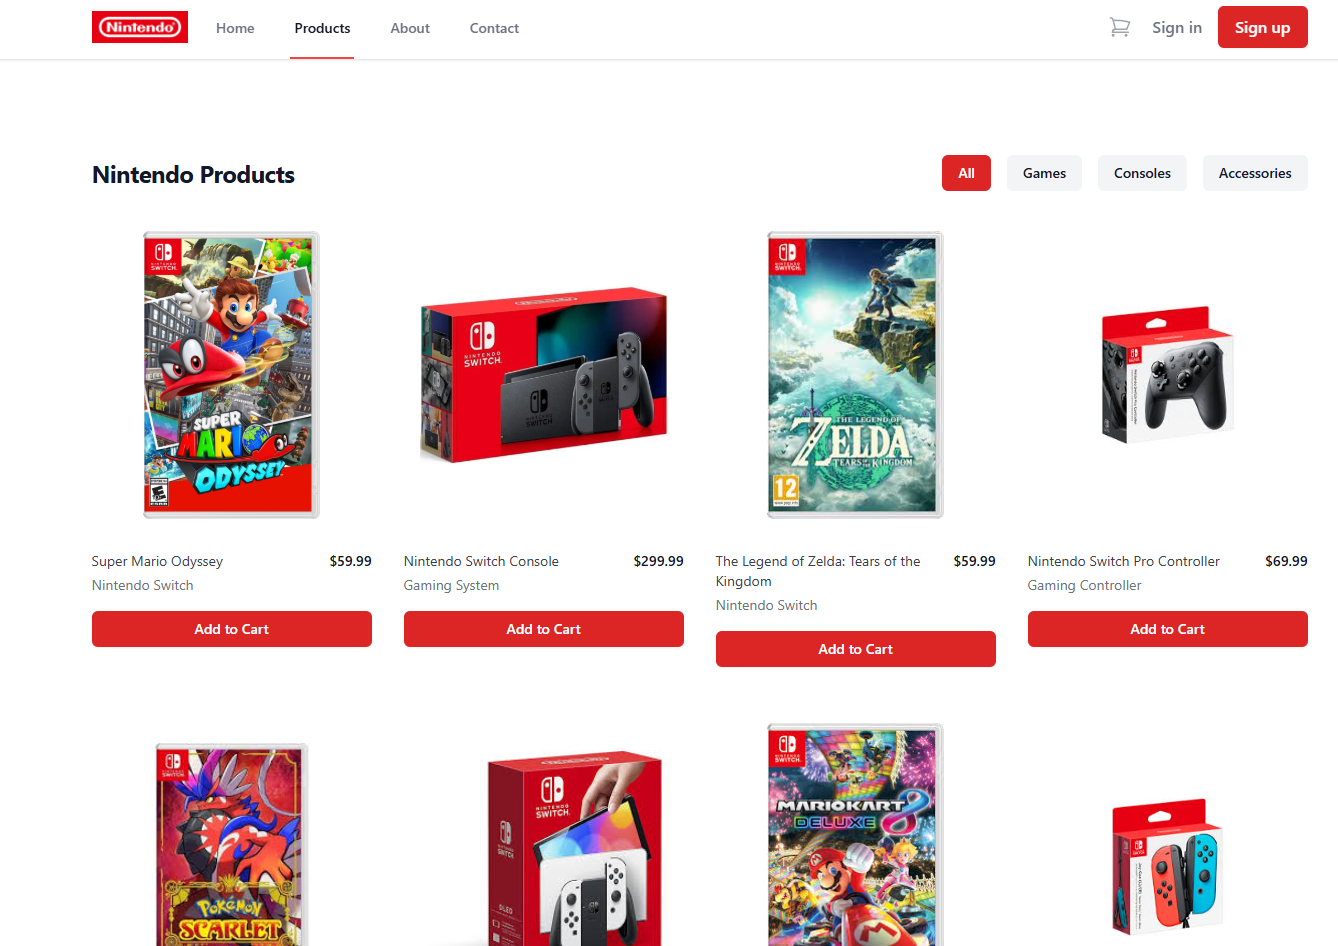 Nintendo
Home
Products
About
Contact
Sign in
Sign up
Nintendo Products
All
Games
Consoles
Accessories
NINTENDO
SWITCH
SUPER
MARIO
ODYSSEY
E
NINTENDO
SWITCH
NINTENDO
SWITCH
NINTENDO
SWITCH
THE LEGEND OF
ZELDA
TEARS OF THE KINGDOM
12
Super Mario Odyssey
$59.99
Nintendo Switch
Add to Cart
Nintendo Switch Console
$299.99
Gaming System
Add to Cart
The Legend of Zelda: Tears of the
Kingdom
$59.99
Nintendo Switch
Add to Cart
Nintendo Switch Pro Controller
$69.99
Gaming Controller
Add to Cart
NINTENDO
SWITCH
POKÉMON
SCARLET
NINTENDO
SWITCH
OLED
NINTENDO
SWITCH
MARIOKART 8
DELUXE